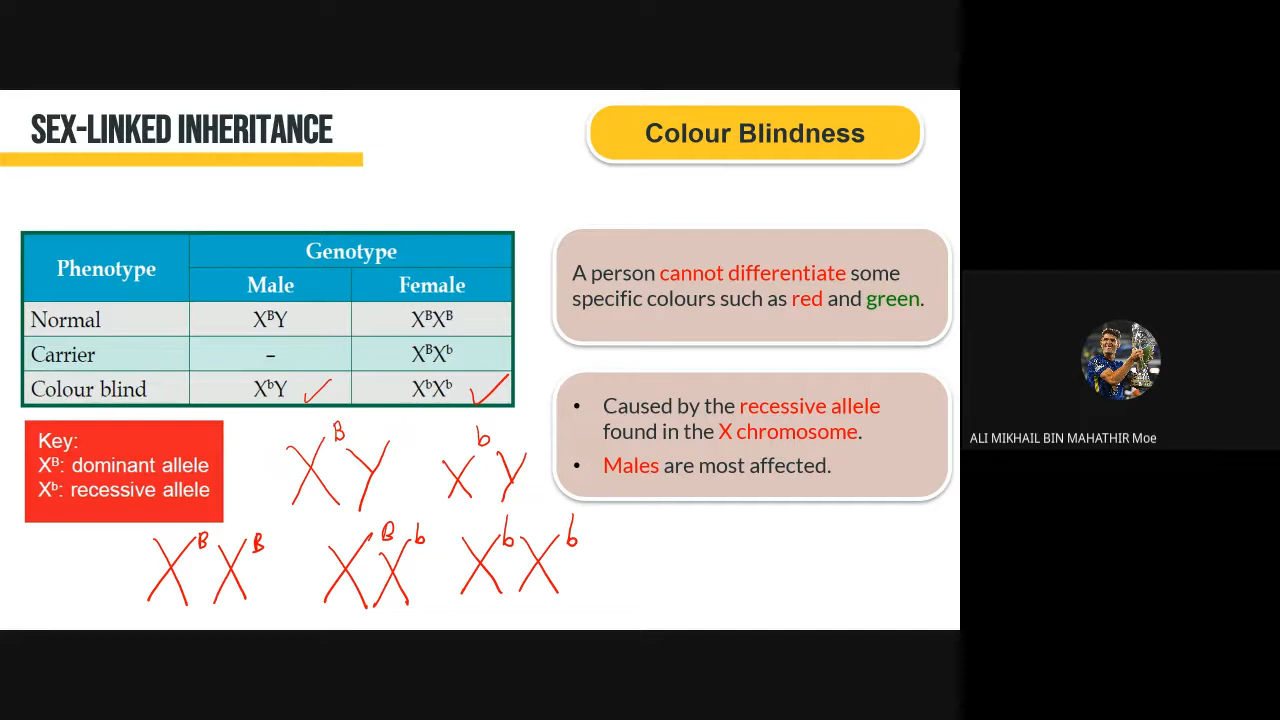 SEX-LINKED INHERITANCE
Colour Blindness
Phenotype
Genotype
Male Female
Normal XᴮY XᴮXᴮ
Carrier – XᴮXᵇ
Colour blind XᵇY ✓ XᵇXᵇ ✓
Key:
Xᴮ: dominant allele
Xᵇ: recessive allele
XᴮY XᵇY
XᴮXᴮ XᴮXᵇ XᵇXᵇ
A person cannot differentiate some
specific colours such as red and green.
• Caused by the recessive allele
found in the X chromosome.
• Males are most affected.
ALI MIKHAIL BIN MAHATHIR Moe